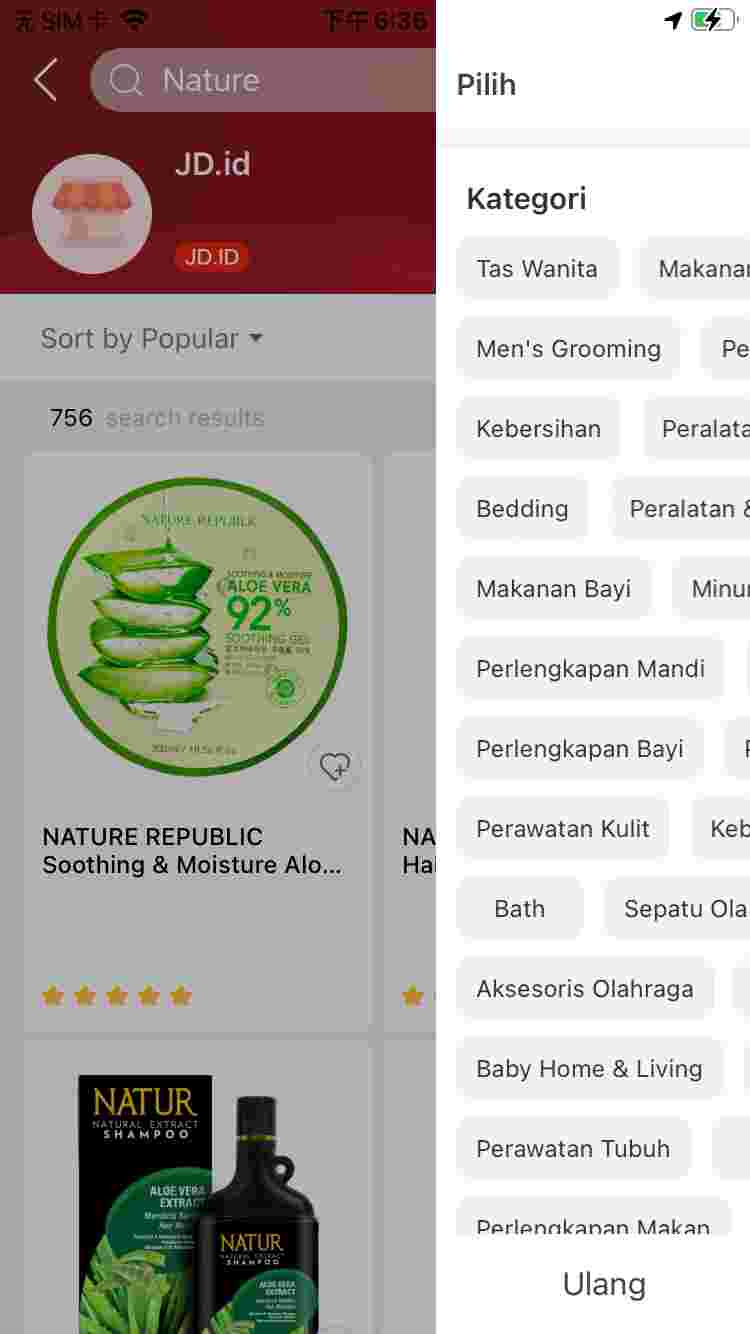 无 SIM 卡
下午6:36
Nature
JD.id
JD.ID
Sort by Popular
756 search results
NATURE REPUBLIC
SOOTHING & MOISTURE
ALOE VERA
92%
SOOTHING GEL
NATURE REPUBLIC
Soothing & Moisture Alo...
NA
Hai
NATUR
NATURAL EXTRACT
SHAMPOO
ALOE VERA
EXTRACT
NATUR
NATURAL EXTRACT
SHAMPOO
ALOE VERA
EXTRACT
Pilih
Kategori
Tas Wanita
Makanan
Men's Grooming
Pe
Kebersihan
Peralata
Bedding
Peralatan &
Makanan Bayi
Minu
Perlengkapan Mandi
Perlengkapan Bayi
Perawatan Kulit
Keb
Bath
Sepatu Ola
Aksesoris Olahraga
Baby Home & Living
Perawatan Tubuh
Perlengkapan Makan
Ulang